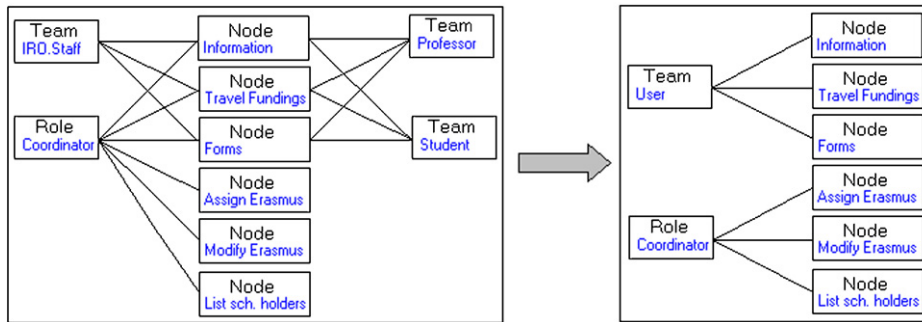 Team
IRO.Staff
Role
Coordinator
Node
Information
Node
Travel Fundings
Node
Forms
Node
Assign Erasmus
Node
Modify Erasmus
Node
List sch. holders
Team
Professor
Team
Student
Team
User
Role
Coordinator
Node
Information
Node
Travel Fundings
Node
Forms
Node
Assign Erasmus
Node
Modify Erasmus
Node
List sch. holders